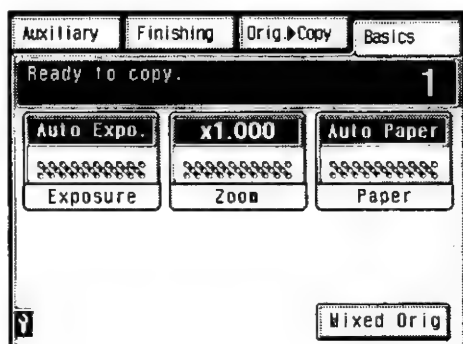 Auxiliary Finishing Orig.▶Copy Basics
Ready to copy.
1
Auto Expo. x1.000 Auto Paper
Exposure Zoom Paper
Mixed Orig